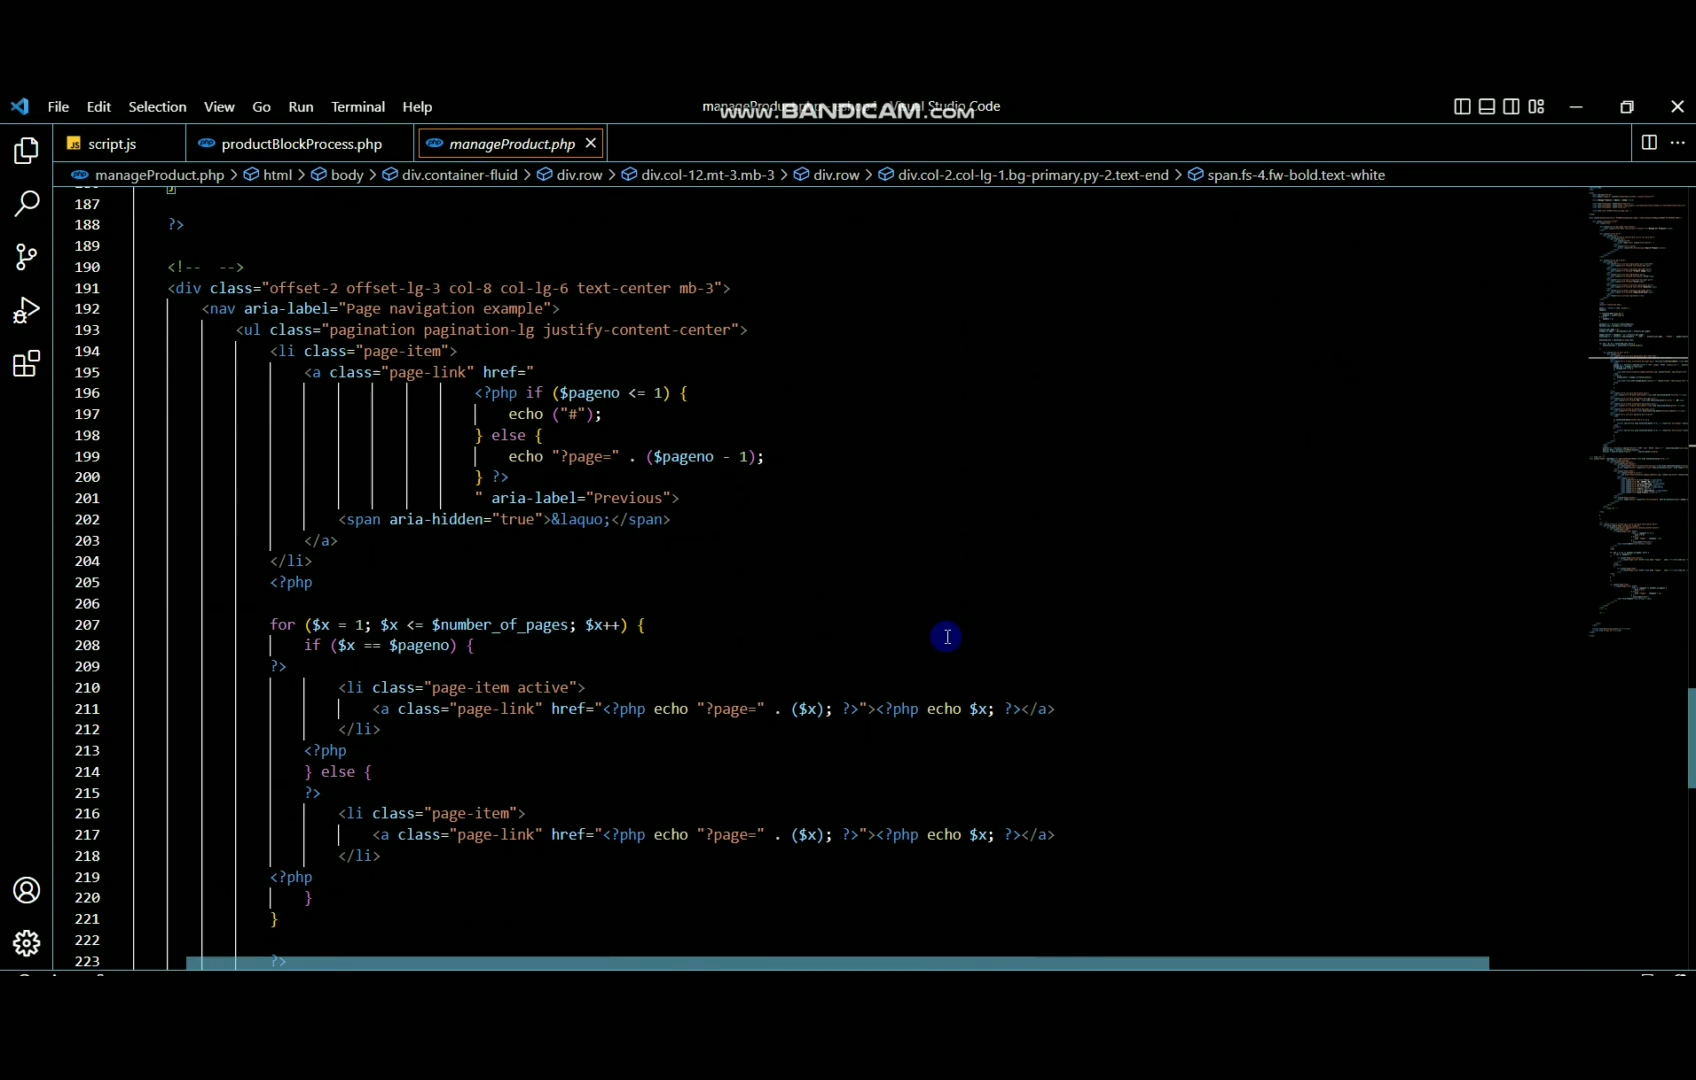 File Edit Selection View Go Run Terminal Help
www.BANDICAM.com
script.js productBlockProcess.php manageProduct.php
manageProduct.php > html > body > div.container-fluid > div.row > div.col-12.mt-3.mb-3 > div.row > div.col-2.col-lg-1.bg-primary.py-2.text-end > span.fs-4.fw-bold.text-white
187
188 ?>
189
190 <!-- -->
191 <div class="offset-2 offset-lg-3 col-8 col-lg-6 text-center mb-3">
192 <nav aria-label="Page navigation example">
193 <ul class="pagination pagination-lg justify-content-center">
194 <li class="page-item">
195 <a class="page-link" href="
196 <?php if ($pageno <= 1) {
197 echo ("#");
198 } else {
199 echo "?page=" . ($pageno - 1);
200 } ?>
201 " aria-label="Previous">
202 <span aria-hidden="true">&laquo;</span>
203 </a>
204 </li>
205 <?php
206
207 for ($x = 1; $x <= $number_of_pages; $x++) {
208 if ($x == $pageno) {
209 ?>
210 <li class="page-item active">
211 <a class="page-link" href="<?php echo "?page=" . ($x); ?>"><?php echo $x; ?></a>
212 </li>
213 <?php
214 } else {
215 ?>
216 <li class="page-item">
217 <a class="page-link" href="<?php echo "?page=" . ($x); ?>"><?php echo $x; ?></a>
218 </li>
219 <?php
220 }
221 }
222
223 ?>